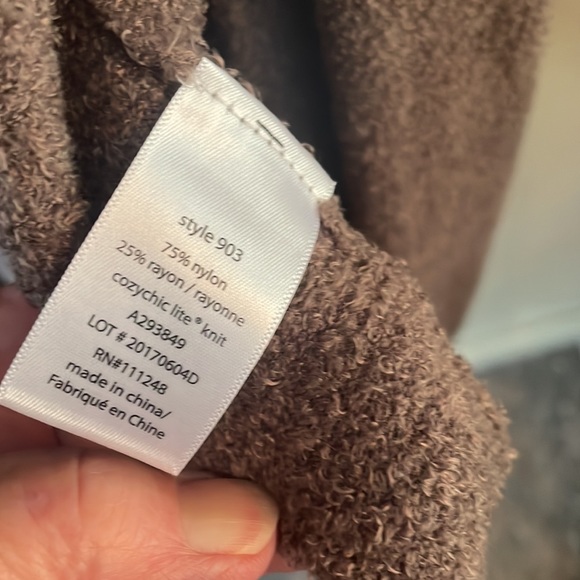 style 903
75% nylon
25% rayon / rayonne
cozychic lite® knit
A293849
LOT # 20170604D
RN#111248
made in china/
Fabriqué en Chine